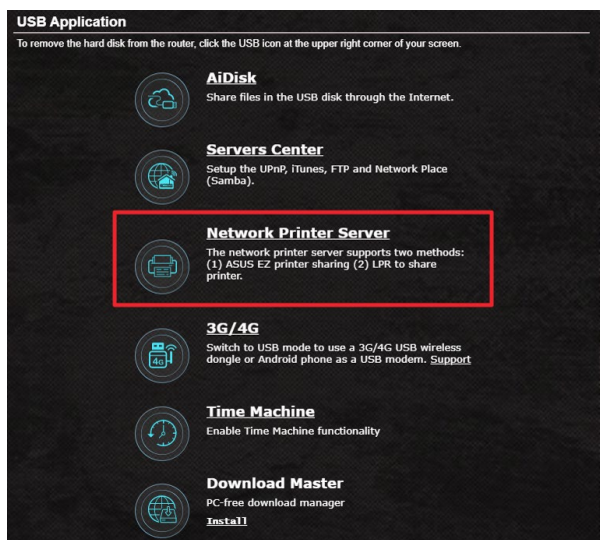 USB Application
To remove the hard disk from the router, click the USB icon at the upper right corner of your screen.
AiDisk
Share files in the USB disk through the Internet.
Servers Center
Setup the UPnP, iTunes, FTP and Network Place
(Samba).
Network Printer Server
The network printer server supports two methods:
(1) ASUS EZ printer sharing (2) LPR to share
printer.
3G/4G
4G
Switch to USB mode to use a 3G/4G USB wireless
dongle or Android phone as a USB modem. Support
Time Machine
Enable Time Machine functionality
Download Master
PC-free download manager
Install